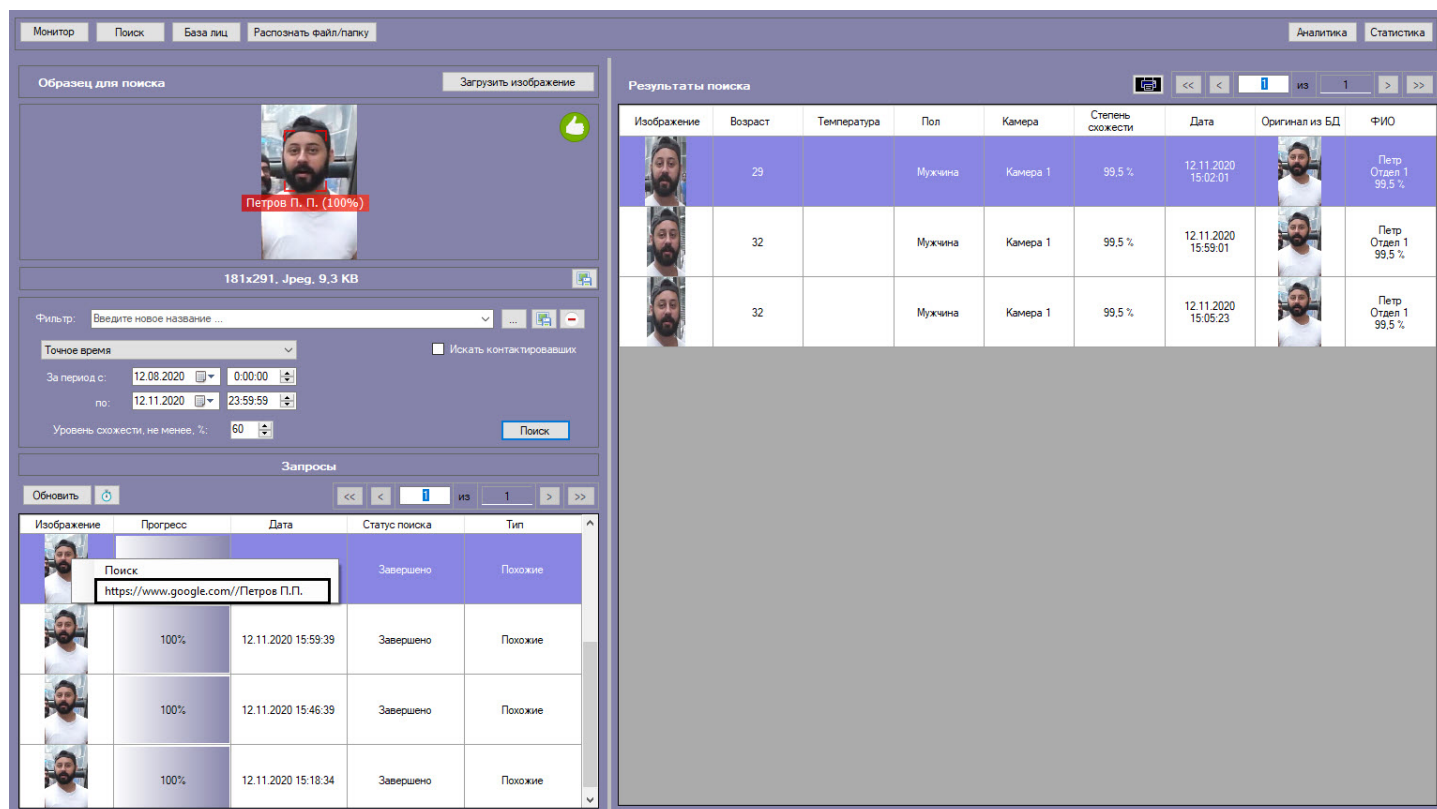 Монитор
Поиск
База лиц
Распознать файл/папку
Аналитика
Статистика
Образец для поиска
Загрузить изображение
Петров П. П. (100%)
181x291, Jpeg, 9,3 KB
Фильтр:
Введите новое название ...
...
Точное время
Искать контактировавших
За период с:
12.08.2020
0:00:00
по:
12.11.2020
23:59:59
Уровень схожести, не менее, %:
60
Поиск
Запросы
Обновить
<<
<
1
из
1
>
>>
Изображение
Прогресс
Дата
Статус поиска
Тип
Завершено
Похожие
Поиск
https://www.google.com//Петров П.П.
100%
12.11.2020 15:59:39
Завершено
Похожие
100%
12.11.2020 15:46:39
Завершено
Похожие
100%
12.11.2020 15:18:34
Завершено
Похожие
Результаты поиска
<<
<
1
из
1
>
>>
Изображение
Возраст
Температура
Пол
Камера
Степень
схожести
Дата
Оригинал из БД
ФИО
29
Мужчина
Камера 1
99,5 %
12.11.2020
15:02:01
Петр
Отдел 1
99,5 %
32
Мужчина
Камера 1
99,5 %
12.11.2020
15:59:01
Петр
Отдел 1
99,5 %
32
Мужчина
Камера 1
99,5 %
12.11.2020
15:05:23
Петр
Отдел 1
99,5 %